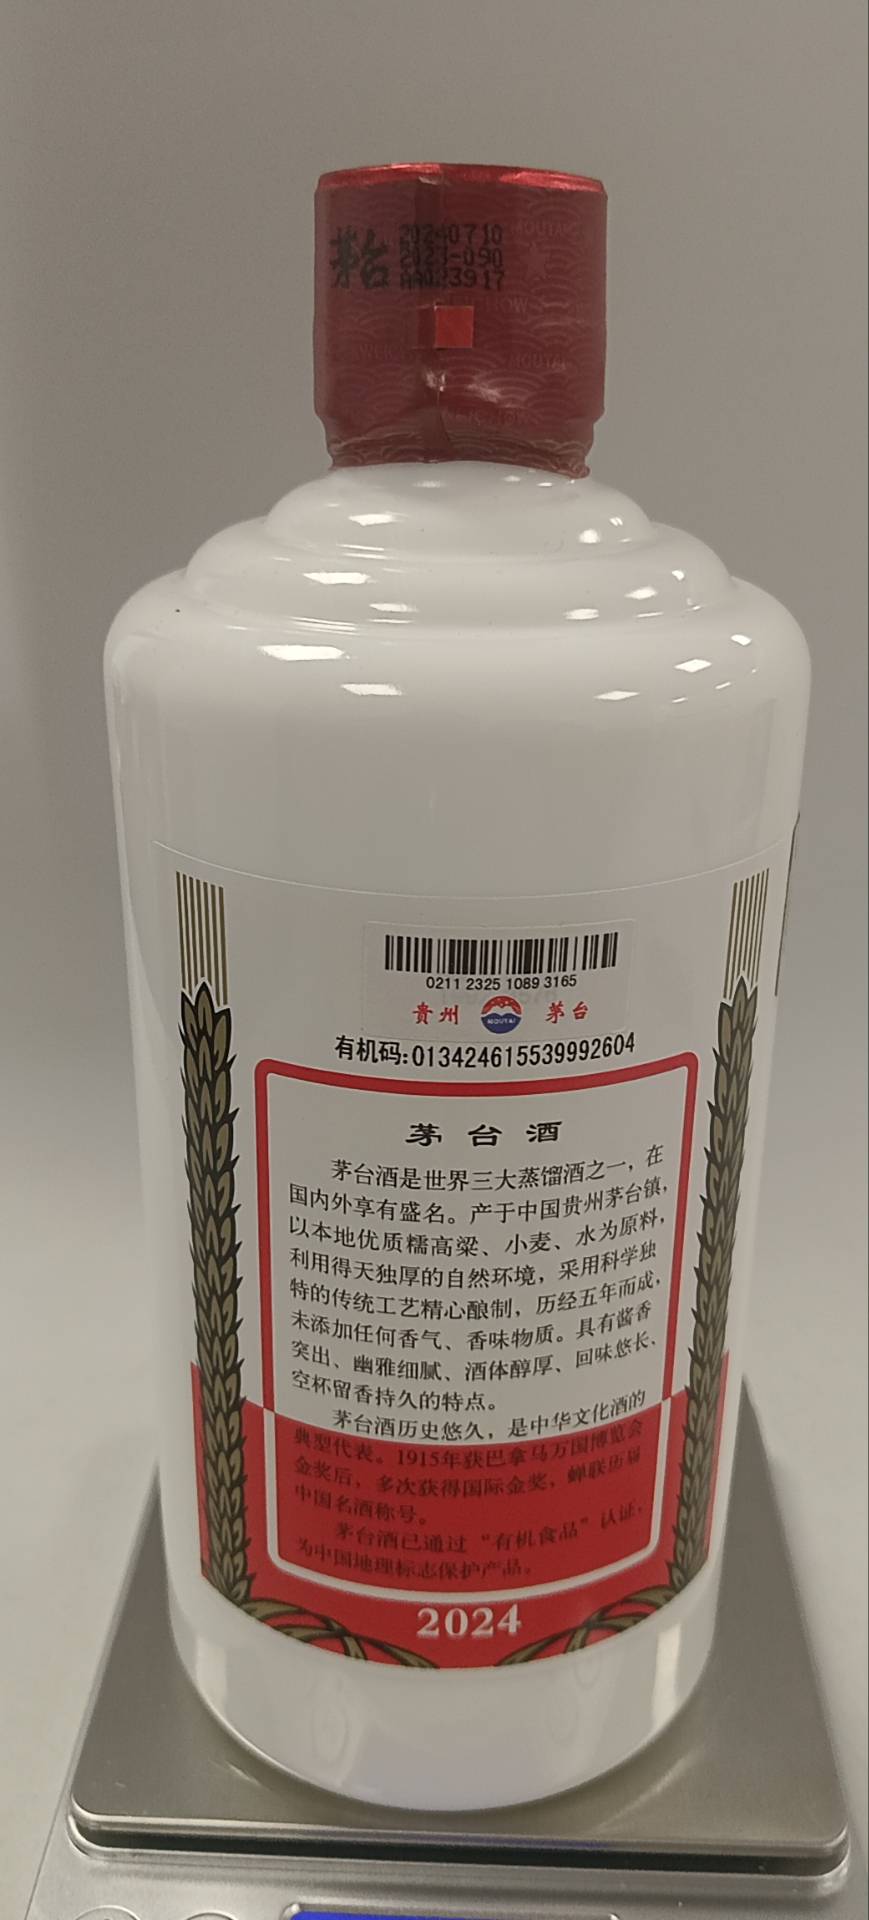 茅台
20240710
2023-090
AA023917
MOUTAI
MOUTAI
0211 2325 1089 3165
贵州 MOUTAI 茅台
有机码:013424615539992604
茅台酒
茅台酒是世界三大蒸馏酒之一，在
国内外享有盛名。产于中国贵州茅台镇，
以本地优质糯高粱、小麦、水为原料，
利用得天独厚的自然环境，采用科学独
特的传统工艺精心酿制，历经五年而成，
未添加任何香气、香味物质。具有酱香
突出、幽雅细腻、酒体醇厚、回味悠长、
空杯留香持久的特点。
茅台酒历史悠久，是中华文化酒的
典型代表。1915年获巴拿马万国博览会
金奖后，多次获得国际金奖，蝉联历届
中国名酒称号。
茅台酒已通过“有机食品”认证，
为中国地理标志保护产品。
2024